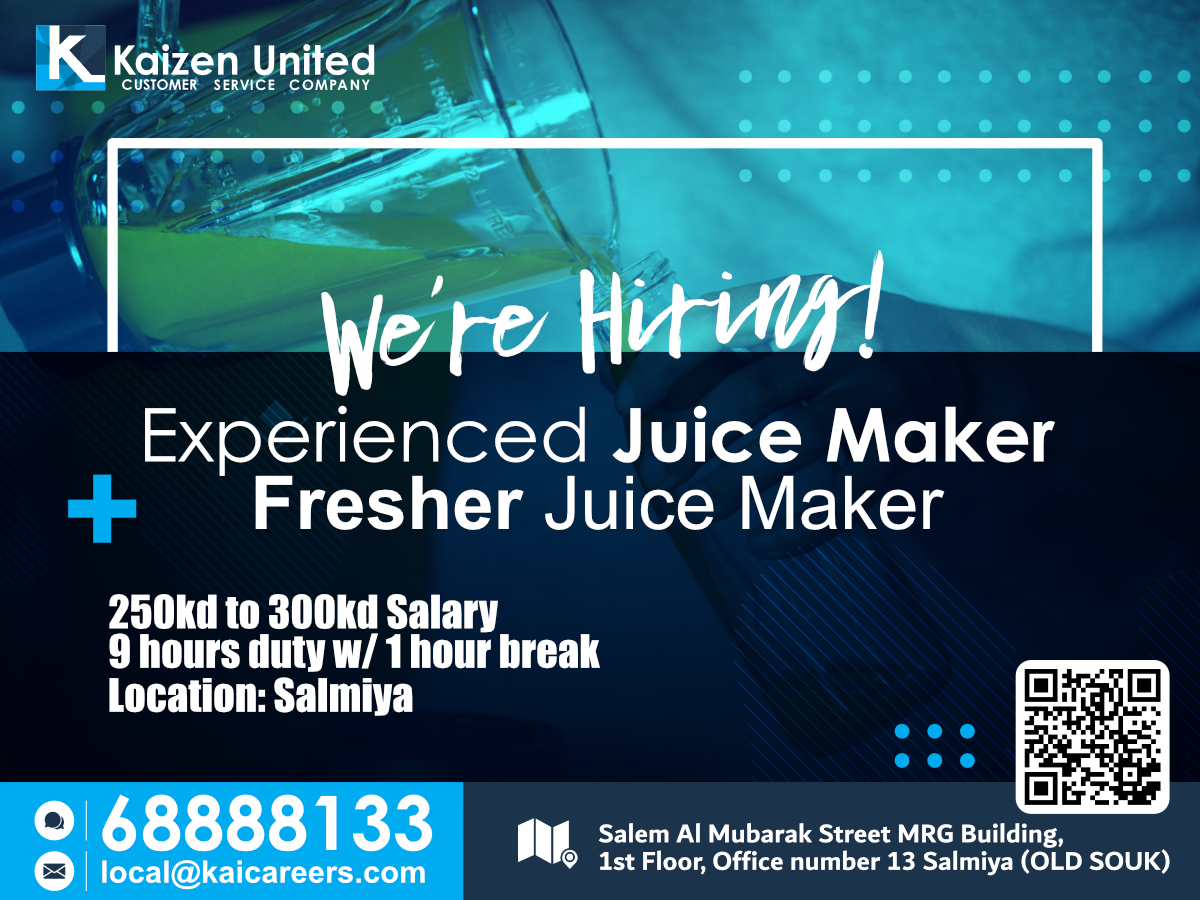 K
Kaizen United
CUSTOMER SERVICE COMPANY
We're Hiring!
Experienced Juice Maker
+ Fresher Juice Maker
250kd to 300kd Salary
9 hours duty w/ 1 hour break
Location: Salmiya
68888133
local@kaicareers.com
Salem Al Mubarak Street MRG Building,
1st Floor, Office number 13 Salmiya (OLD SOUK)